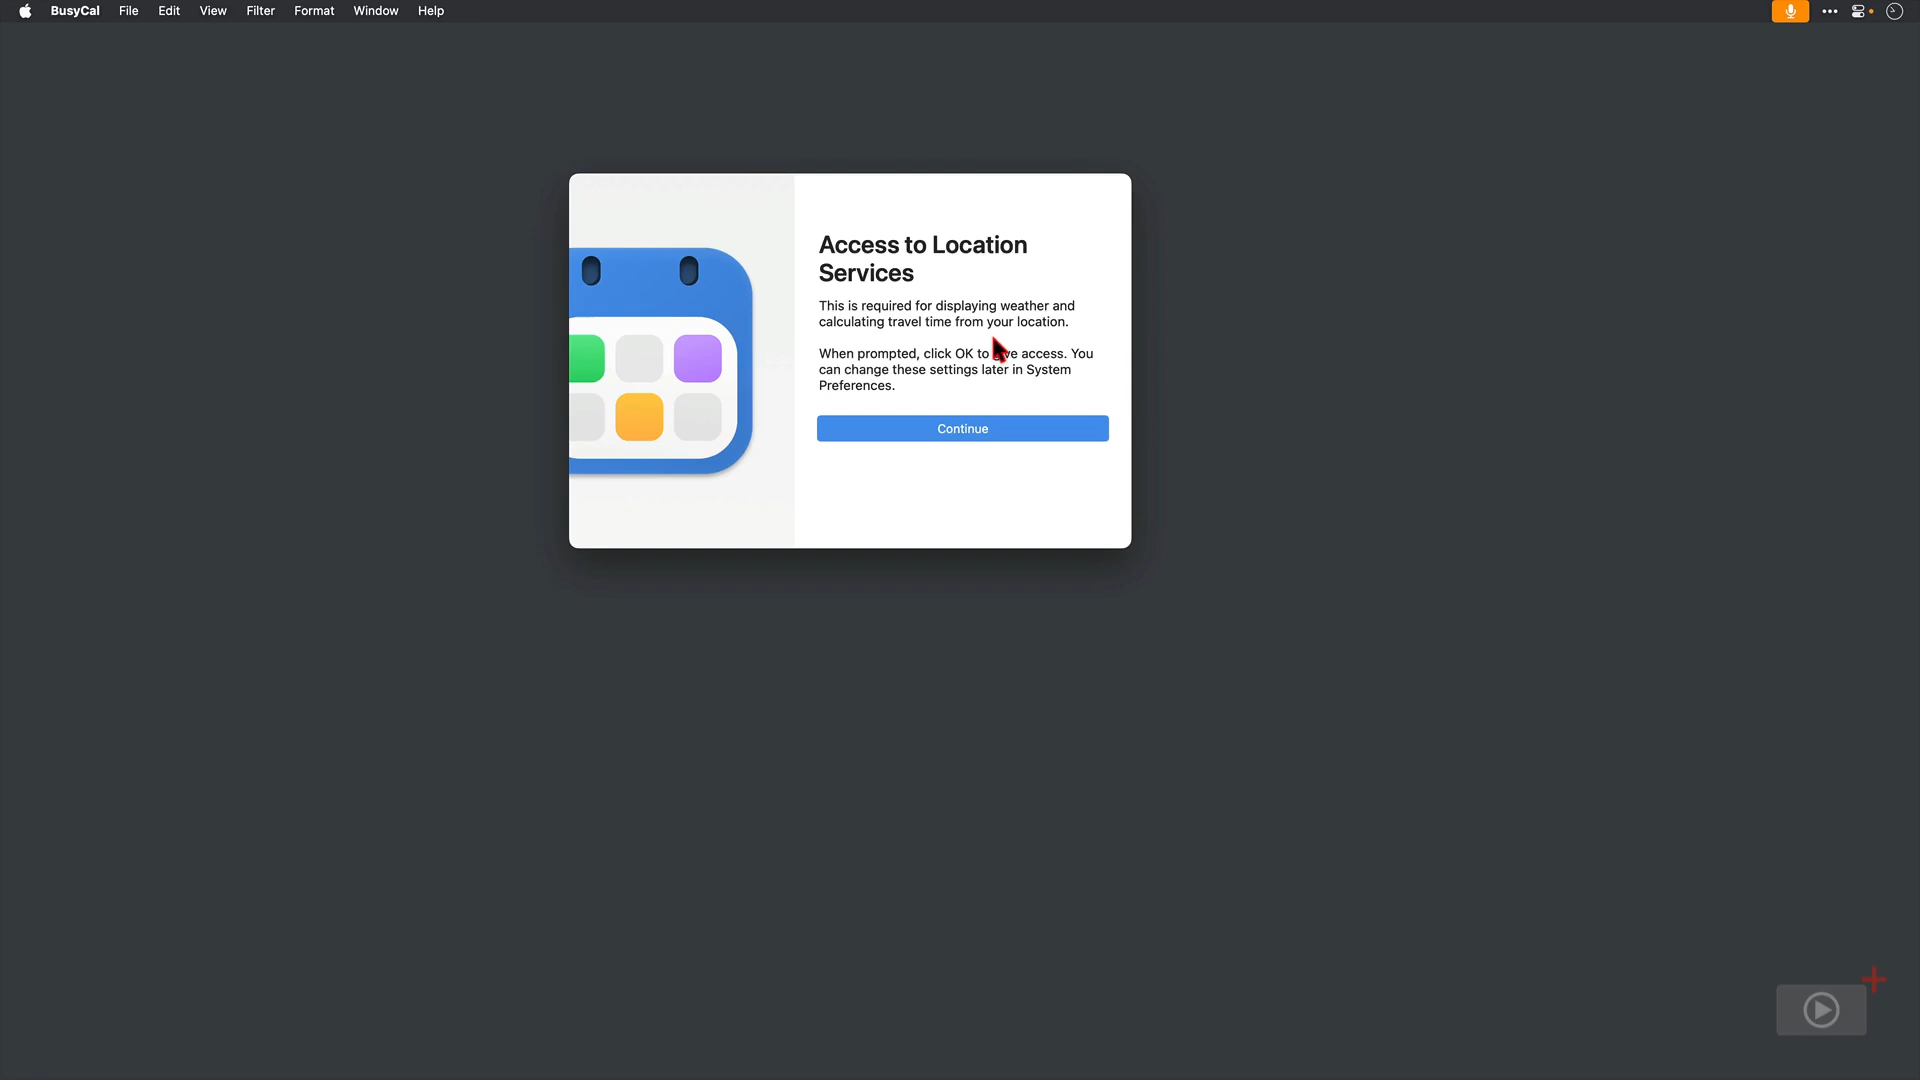 BusyCal File Edit View Filter Format Window Help
Access to Location
Services
This is required for displaying weather and
calculating travel time from your location.
When prompted, click OK to give access. You
can change these settings later in System
Preferences.
Continue